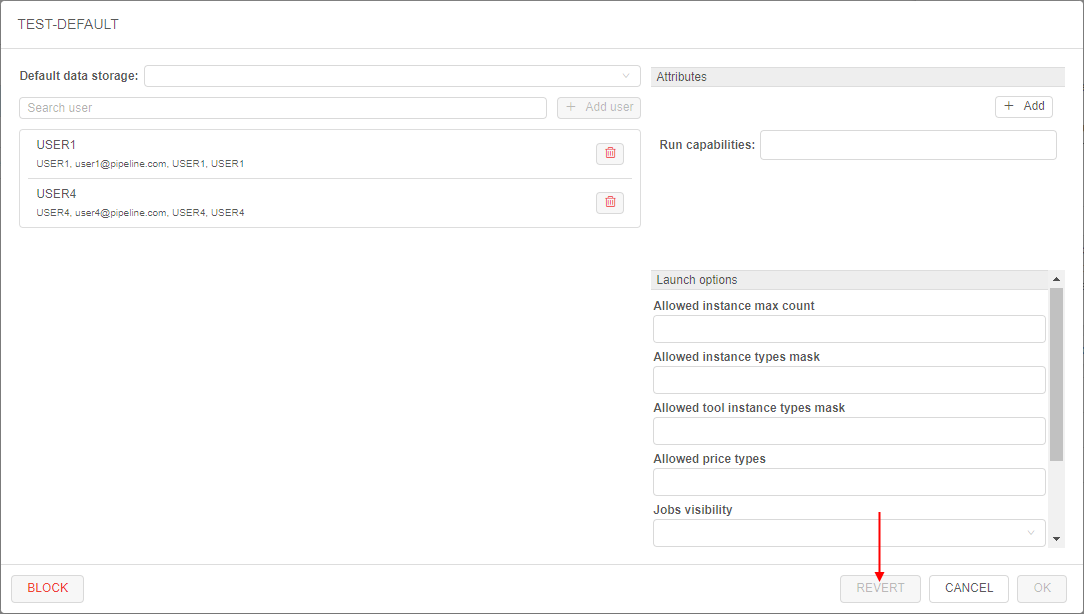 TEST-DEFAULT
Default data storage:
Search user
+ Add user
USER1
USER1, user1@pipeline.com, USER1, USER1
USER4
USER4, user4@pipeline.com, USER4, USER4
Attributes
+ Add
Run capabilities:
Launch options
Allowed instance max count
Allowed instance types mask
Allowed tool instance types mask
Allowed price types
Jobs visibility
BLOCK
REVERT
CANCEL
OK